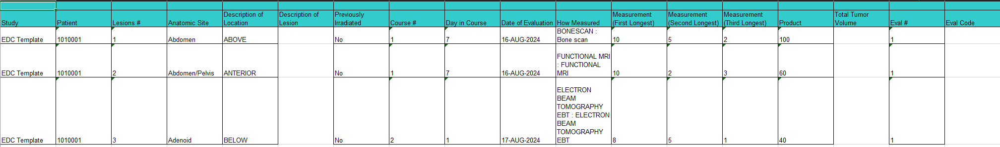 Study Patient Lesions # Anatomic Site Description of Location Description of Lesion Previously Irradiated Course # Day in Course Date of Evaluation How Measured Measurement (First Longest) Measurement (Second Longest) Measurement (Third Longest) Product Total Tumor Volume Eval # Eval Code
EDC Template 1010001 1 Abdomen ABOVE No 1 7 16-AUG-2024 BONESCAN : Bone scan 10 5 2 100 1
EDC Template 1010001 2 Abdomen/Pelvis ANTERIOR No 1 7 16-AUG-2024 FUNCTIONAL MRI : FUNCTIONAL MRI 10 2 3 60 1
EDC Template 1010001 3 Adenoid BELOW No 2 1 17-AUG-2024 ELECTRON BEAM TOMOGRAPHY EBT : ELECTRON BEAM TOMOGRAPHY EBT 8 5 1 40 1